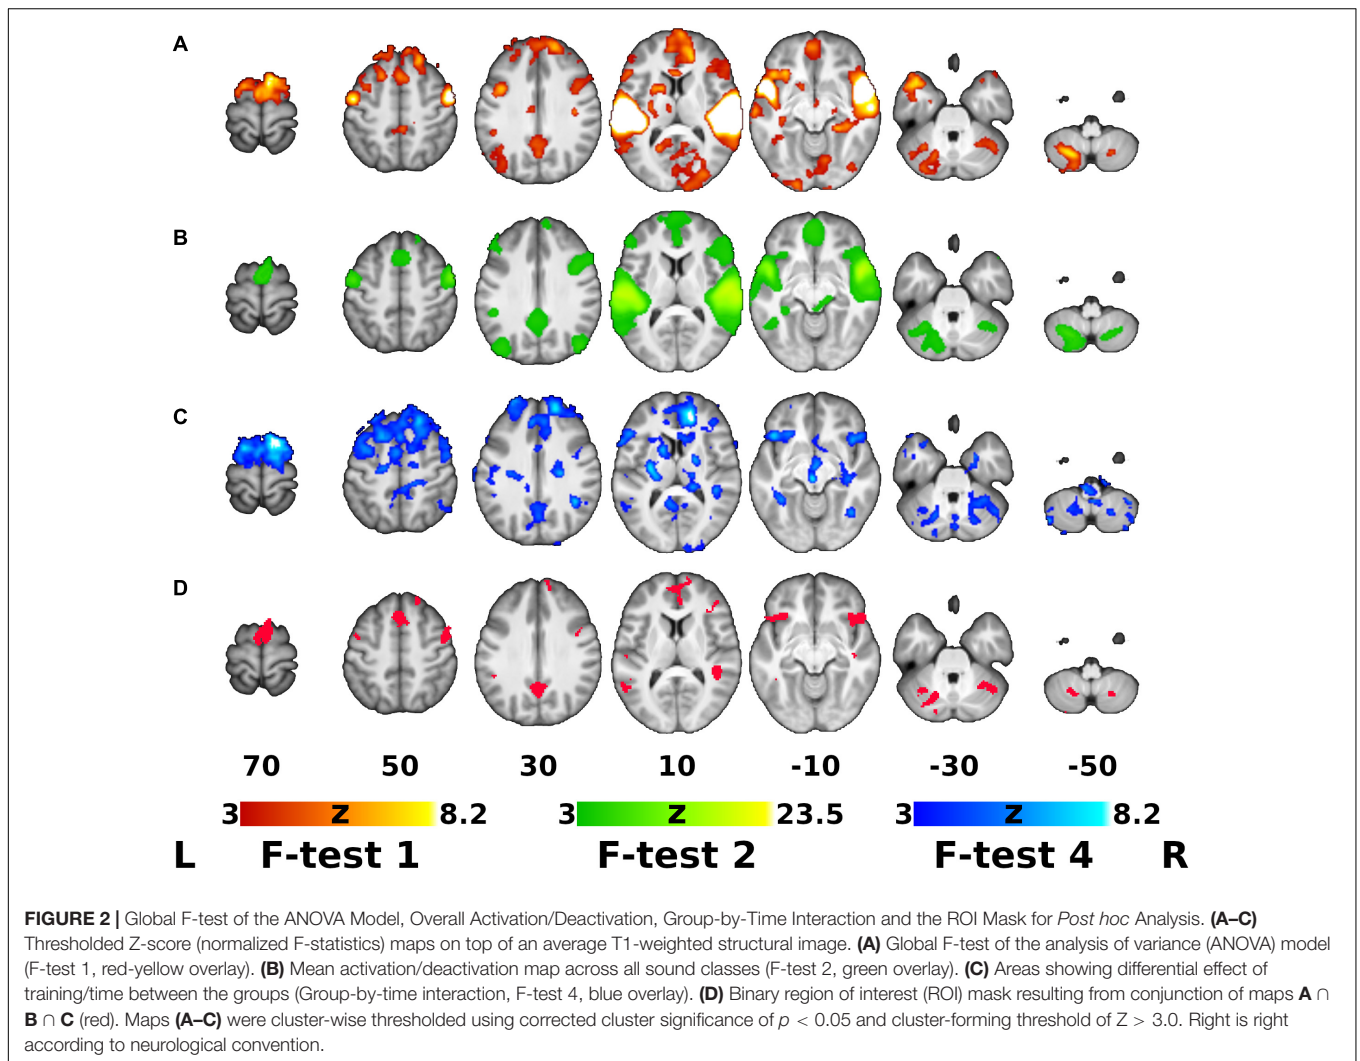 A
B
C
D
70 50 30 10 -10 -30 -50
3 z 8.2 3 z 23.5 3 z 8.2
L F-test 1 F-test 2 F-test 4 R
FIGURE 2 | Global F-test of the ANOVA Model, Overall Activation/Deactivation, Group-by-Time Interaction and the ROI Mask for Post hoc Analysis. (A–C)
Thresholded Z-score (normalized F-statistics) maps on top of an average T1-weighted structural image. (A) Global F-test of the analysis of variance (ANOVA) model
(F-test 1, red-yellow overlay). (B) Mean activation/deactivation map across all sound classes (F-test 2, green overlay). (C) Areas showing differential effect of
training/time between the groups (Group-by-time interaction, F-test 4, blue overlay). (D) Binary region of interest (ROI) mask resulting from conjunction of maps A ∩
B ∩ C (red). Maps (A–C) were cluster-wise thresholded using corrected cluster significance of p < 0.05 and cluster-forming threshold of Z > 3.0. Right is right
according to neurological convention.